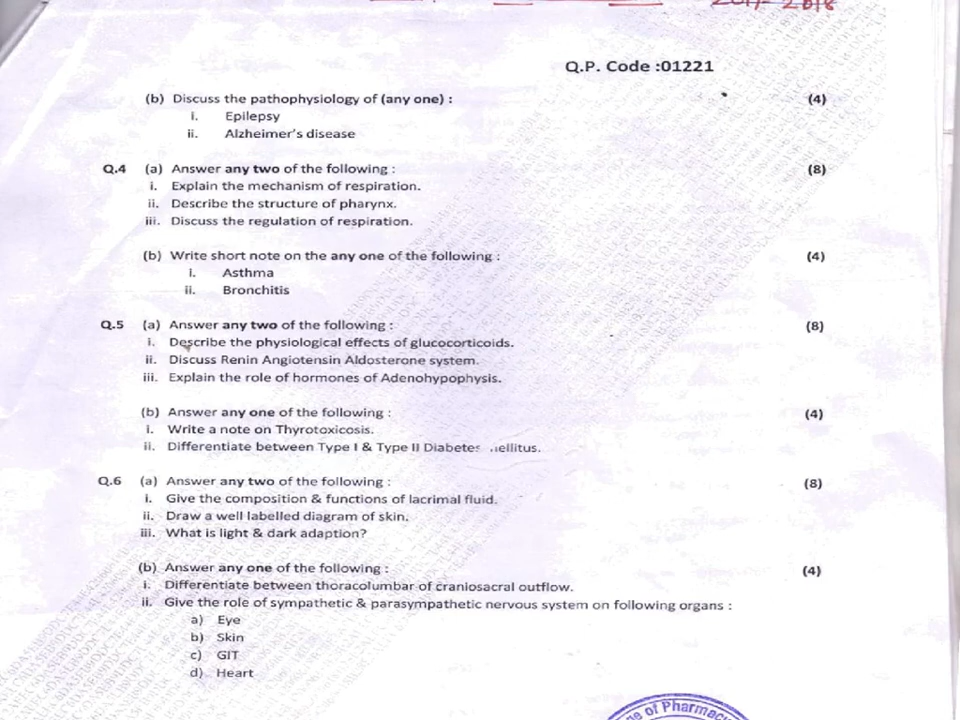 2017-2018
Q.P. Code :01221
(b) Discuss the pathophysiology of (any one) : (4)
i. Epilepsy
ii. Alzheimer's disease
Q.4 (a) Answer any two of the following : (8)
i. Explain the mechanism of respiration.
ii. Describe the structure of pharynx.
iii. Discuss the regulation of respiration.
(b) Write short note on the any one of the following : (4)
i. Asthma
ii. Bronchitis
Q.5 (a) Answer any two of the following : (8)
i. Describe the physiological effects of glucocorticoids.
ii. Discuss Renin Angiotensin Aldosterone system.
iii. Explain the role of hormones of Adenohypophysis.
(b) Answer any one of the following : (4)
i. Write a note on Thyrotoxicosis.
ii. Differentiate between Type I & Type II Diabetes ellitus.
Q.6 (a) Answer any two of the following : (8)
i. Give the composition & functions of lacrimal fluid.
ii. Draw a well labelled diagram of skin.
iii. What is light & dark adaption?
(b) Answer any one of the following : (4)
i. Differentiate between thoracolumbar of craniosacral outflow.
ii. Give the role of sympathetic & parasympathetic nervous system on following organs :
a) Eye
b) Skin
c) GIT
d) Heart
of Pharmac